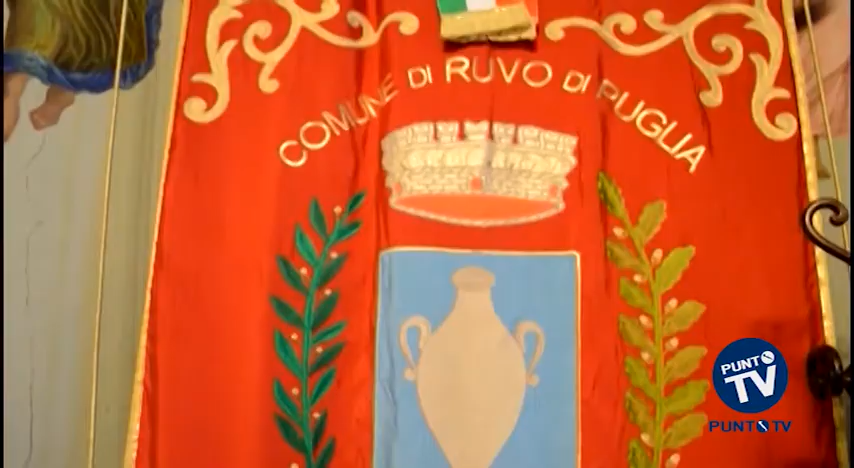 COMUNE DI RUVO DI PUGLIA
PUNTO
TV
PUNTO TV